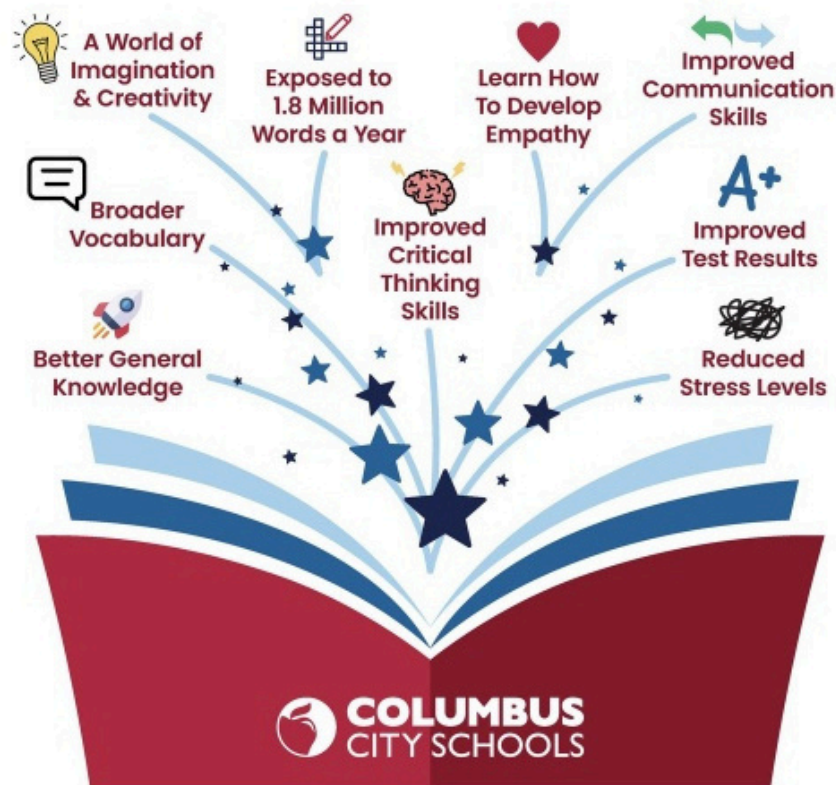 A World of
Imagination
& Creativity
Exposed to
1.8 Million
Words a Year
Learn How
To Develop
Empathy
Improved
Communication
Skills
Broader
Vocabulary
Improved
Critical
Thinking
Skills
A+
Improved
Test Results
Better General
Knowledge
Reduced
Stress Levels
COLUMBUS
CITY SCHOOLS